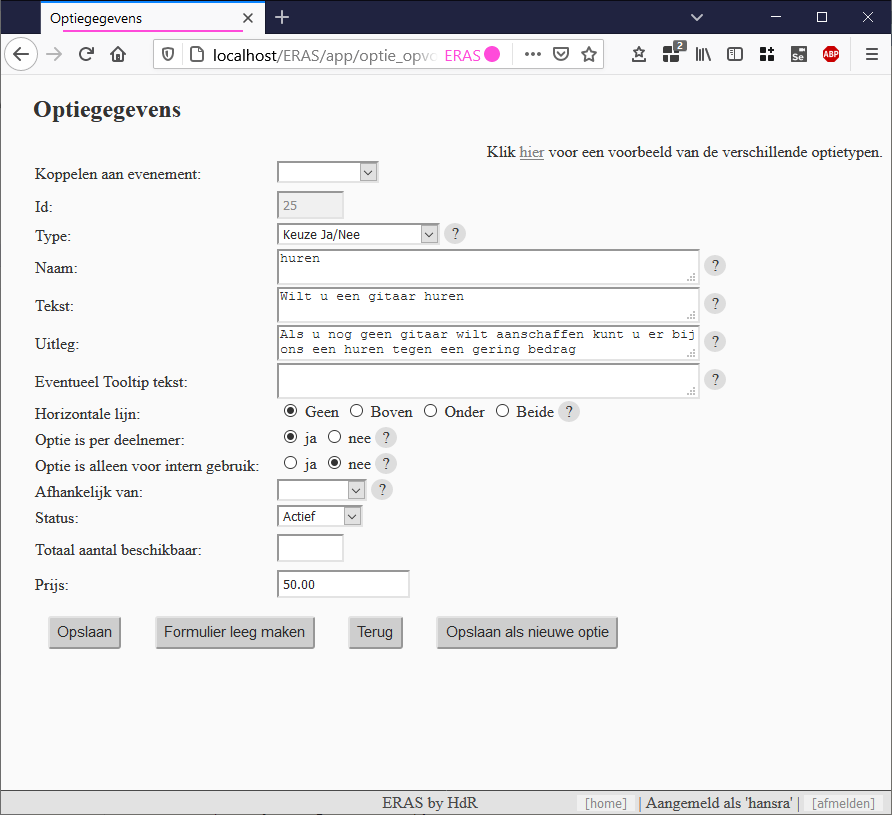 Optiegegevens
localhost/ERAS/app/optie_opvo
ERAS
2
Se
ABP
Optiegegevens
Klik hier voor een voorbeeld van de verschillende optietypen.
Koppelen aan evenement:
Id: 25
Type: Keuze Ja/Nee ?
Naam: huren ?
Tekst: Wilt u een gitaar huren ?
Uitleg: Als u nog geen gitaar wilt aanschaffen kunt u er bij
ons een huren tegen een gering bedrag ?
Eventueel Tooltip tekst: ?
Horizontale lijn: Geen Boven Onder Beide ?
Optie is per deelnemer: ja nee ?
Optie is alleen voor intern gebruik: ja nee ?
Afhankelijk van: ?
Status: Actief
Totaal aantal beschikbaar:
Prijs: 50.00
Opslaan Formulier leeg maken Terug Opslaan als nieuwe optie
ERAS by HdR [home] | Aangemeld als 'hansra' | [afmelden]